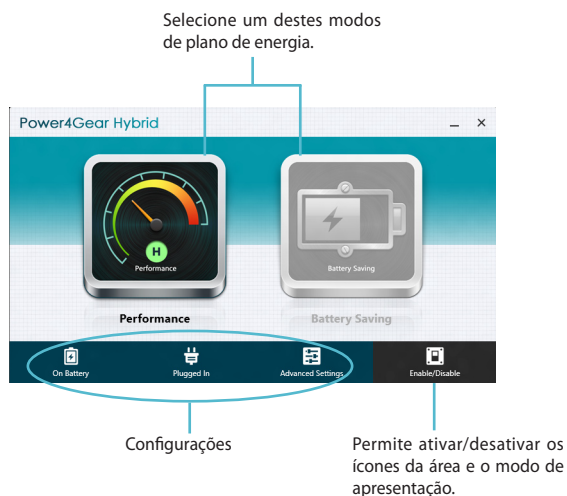 Selecione um destes modos
de plano de energia.
Power4Gear Hybrid
H
Performance
Battery Saving
Performance
Battery Saving
On Battery
Plugged In
Advanced Settings
Enable/Disable
Configurações
Permite ativar/desativar os
ícones da área e o modo de
apresentação.